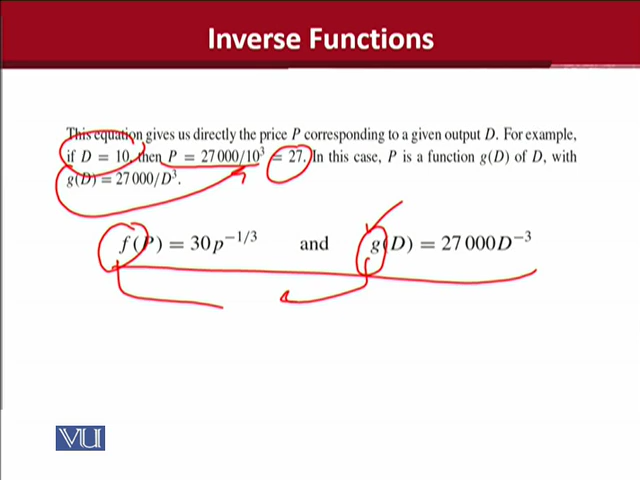 Inverse Functions
This equation gives us directly the price P corresponding to a given output D. For example,
if D = 10, then P = 27 000/10³ = 27. In this case, P is a function g(D) of D, with
g(D) = 27 000/D³.
f(P) = 30p⁻¹/³ and g(D) = 27 000D⁻³
VU